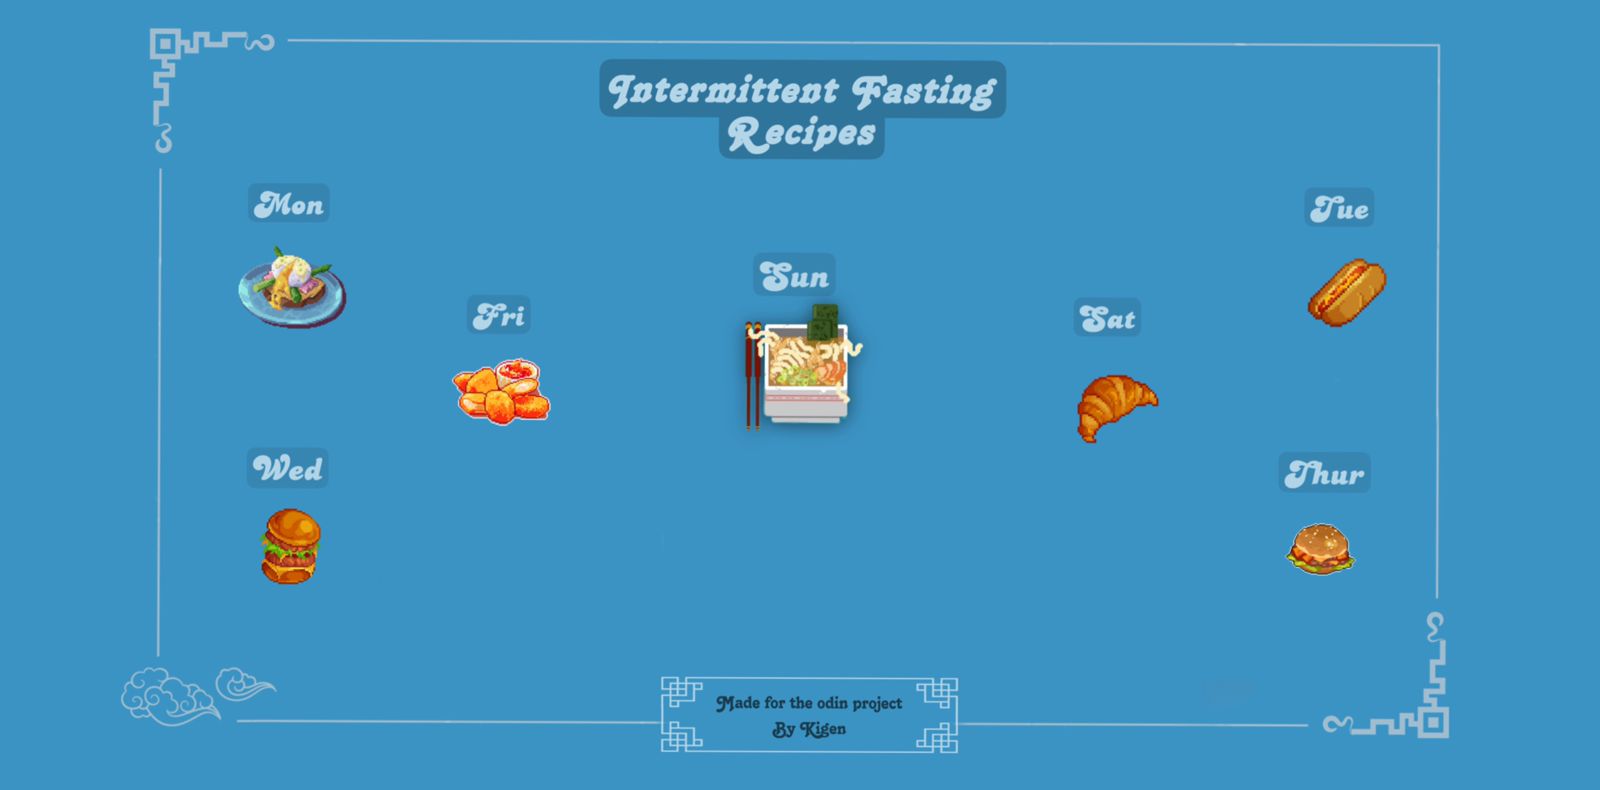 Intermittent Fasting
Recipes
Mon
Tue
Sun
Fri
Sat
Wed
Thur
Made for the odin project
By Kigen